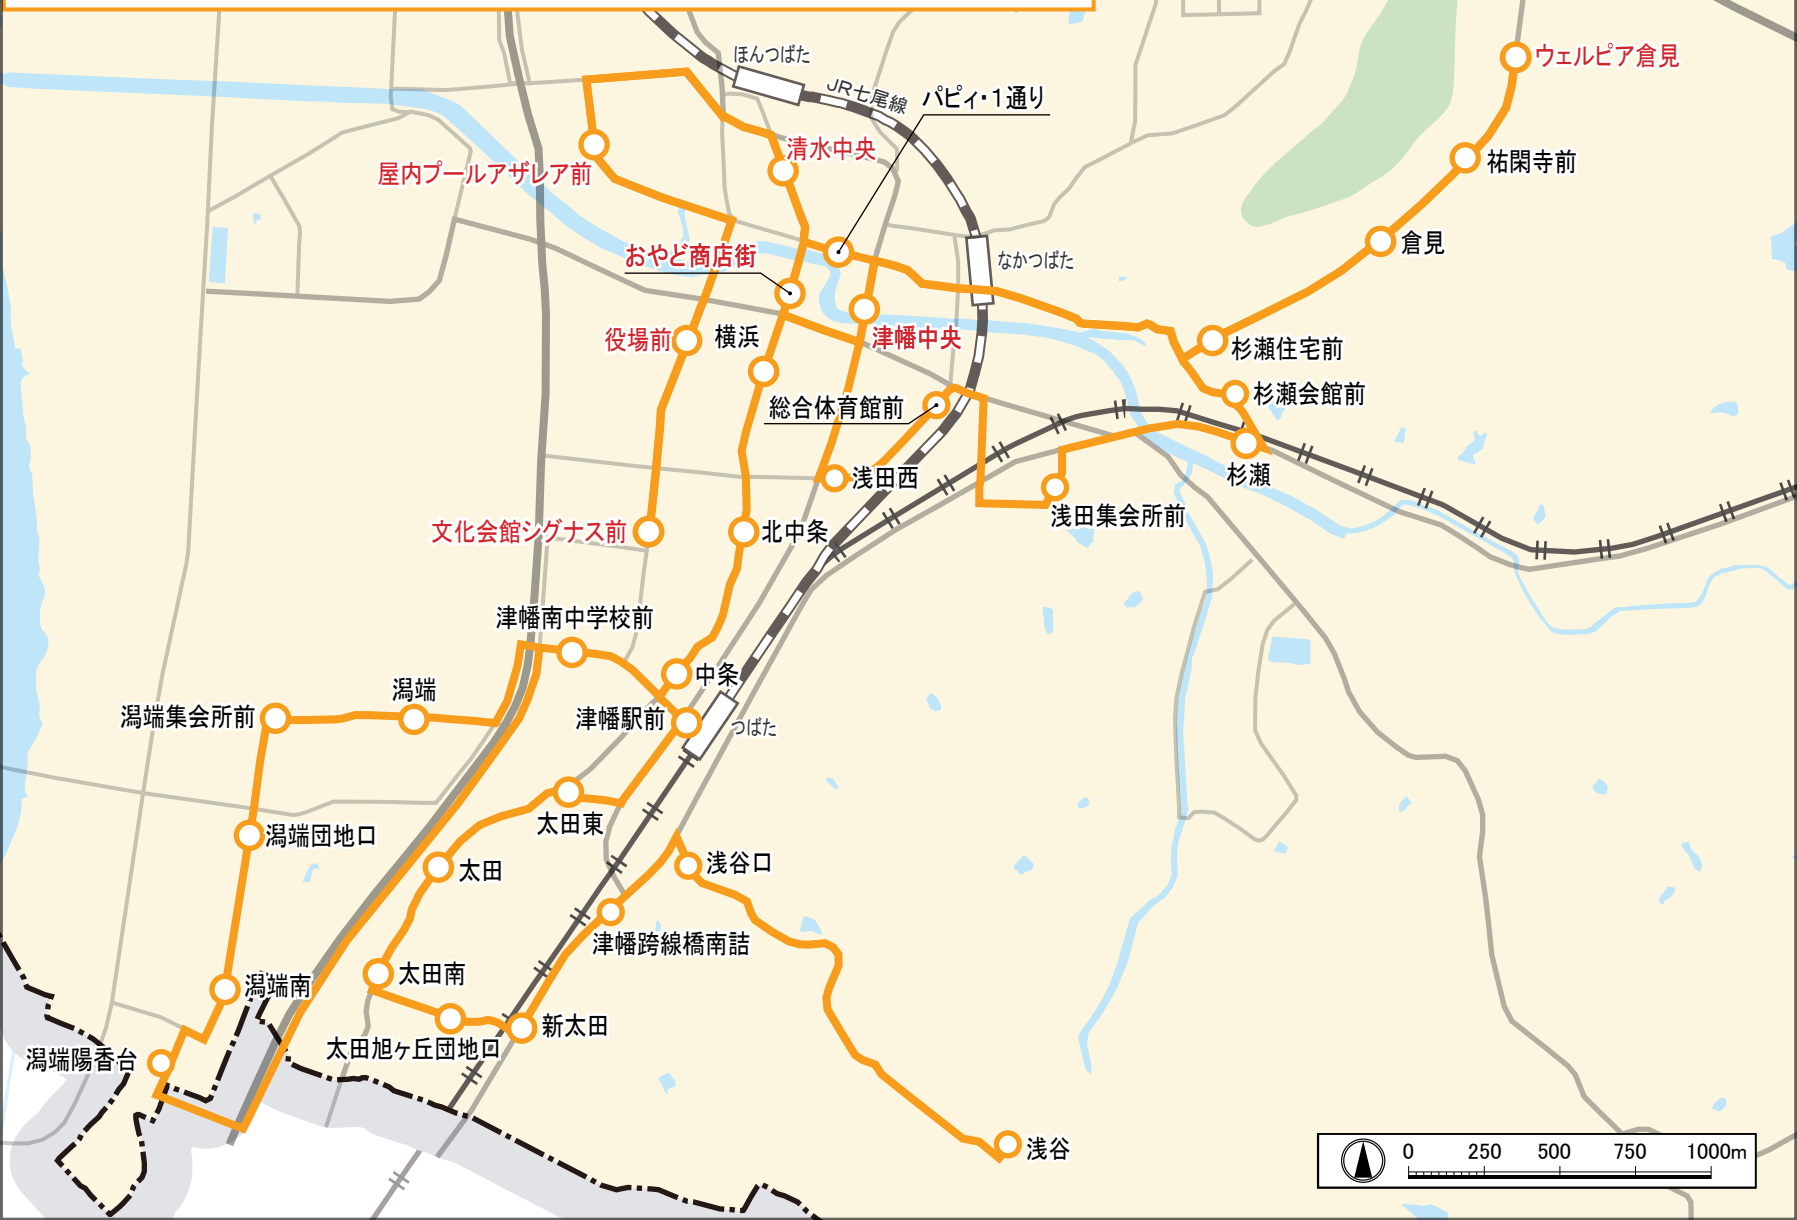 ほんつばた
ウェルピア倉見
JR七尾線
パピィ・1通り
清水中央
祐閑寺前
屋内プールアザレア前
倉見
おやど商店街
なかつばた
役場前
横浜
津幡中央
杉瀬住宅前
杉瀬会館前
総合体育館前
浅田西
杉瀬
浅田集会所前
文化会館シグナス前
北中条
津幡南中学校前
中条
潟端
潟端集会所前
津幡駅前
つばた
太田東
潟端団地口
太田
浅谷口
津幡跨線橋南詰
太田南
潟端南
新太田
太田旭ヶ丘団地口
潟端陽香台
浅谷
0 250 500 750 1000m